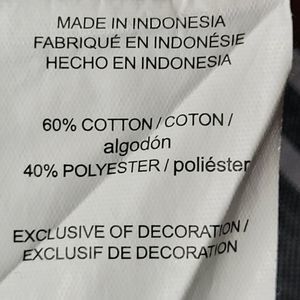 MADE IN INDONESIA
FABRIQUÉ EN INDONÉSIE
HECHO EN INDONESIA
60% COTTON / COTON /
algodón
40% POLYESTER / poliéster
EXCLUSIVE OF DECORATION /
EXCLUSIF DE DECORATION